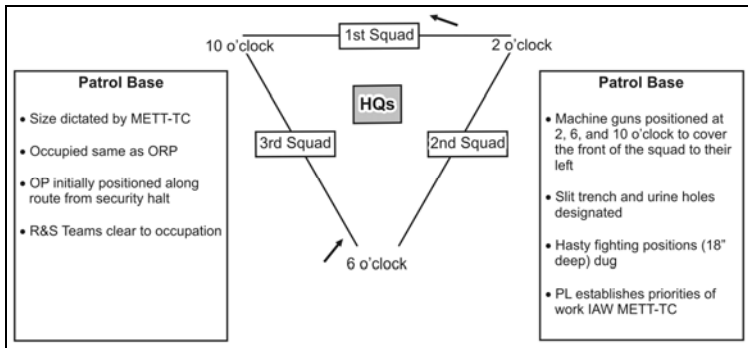 1st Squad
10 o'clock
2 o'clock
HQs
3rd Squad
2nd Squad
6 o'clock
Patrol Base
• Size dictated by METT-TC
• Occupied same as ORP
• OP initially positioned along
route from security halt
• R&S Teams clear to occupation
Patrol Base
• Machine guns positioned at
2, 6, and 10 o'clock to cover
the front of the squad to their
left
• Slit trench and urine holes
designated
• Hasty fighting positions (18"
deep) dug
• PL establishes priorities of
work IAW METT-TC